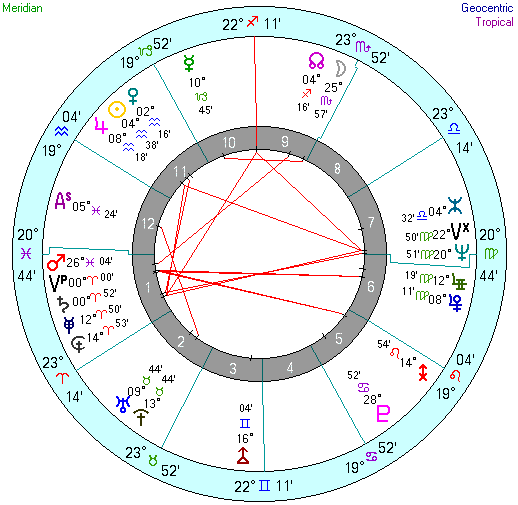 Meridian
Geocentric
Tropical
22° ♐ 11'
23° ♏ 52'
23° ♎ 14'
20° ♍ 44'
04' ♌ 19°
19° ♋ 52'
22° ♊ 11'
23° ♉ 52'
23° ♈ 14'
20° ♓ 44'
04' ♒ 19°
52' ♑ 19°
☿ 10° ♑ 45'
☊ 04° ♐ 16'
☽ 25° ♏ 57'
♀ 02° ♒ 16'
☉ 04° ♒ 38'
♃ 08° ♒ 18'
As 05° ♓ 24'
♂ 26° ♓ 04'
VP 00° ♈ 00'
♄ 00° ♈ 52'
12° ♈ 50'
14° ♈ 53'
♅ 09° ♉ 44'
13° ♉ 44'
04' ♊ 16°
52' ♋ 28° ♇
54' ♌ 14°
11' ♍ 08°
19' ♍ 12°
51' ♍ 20° ♆
50' ♍ 22° Vx
32' ♎ 04°
10
9
8
7
6
5
4
3
2
1
12
11